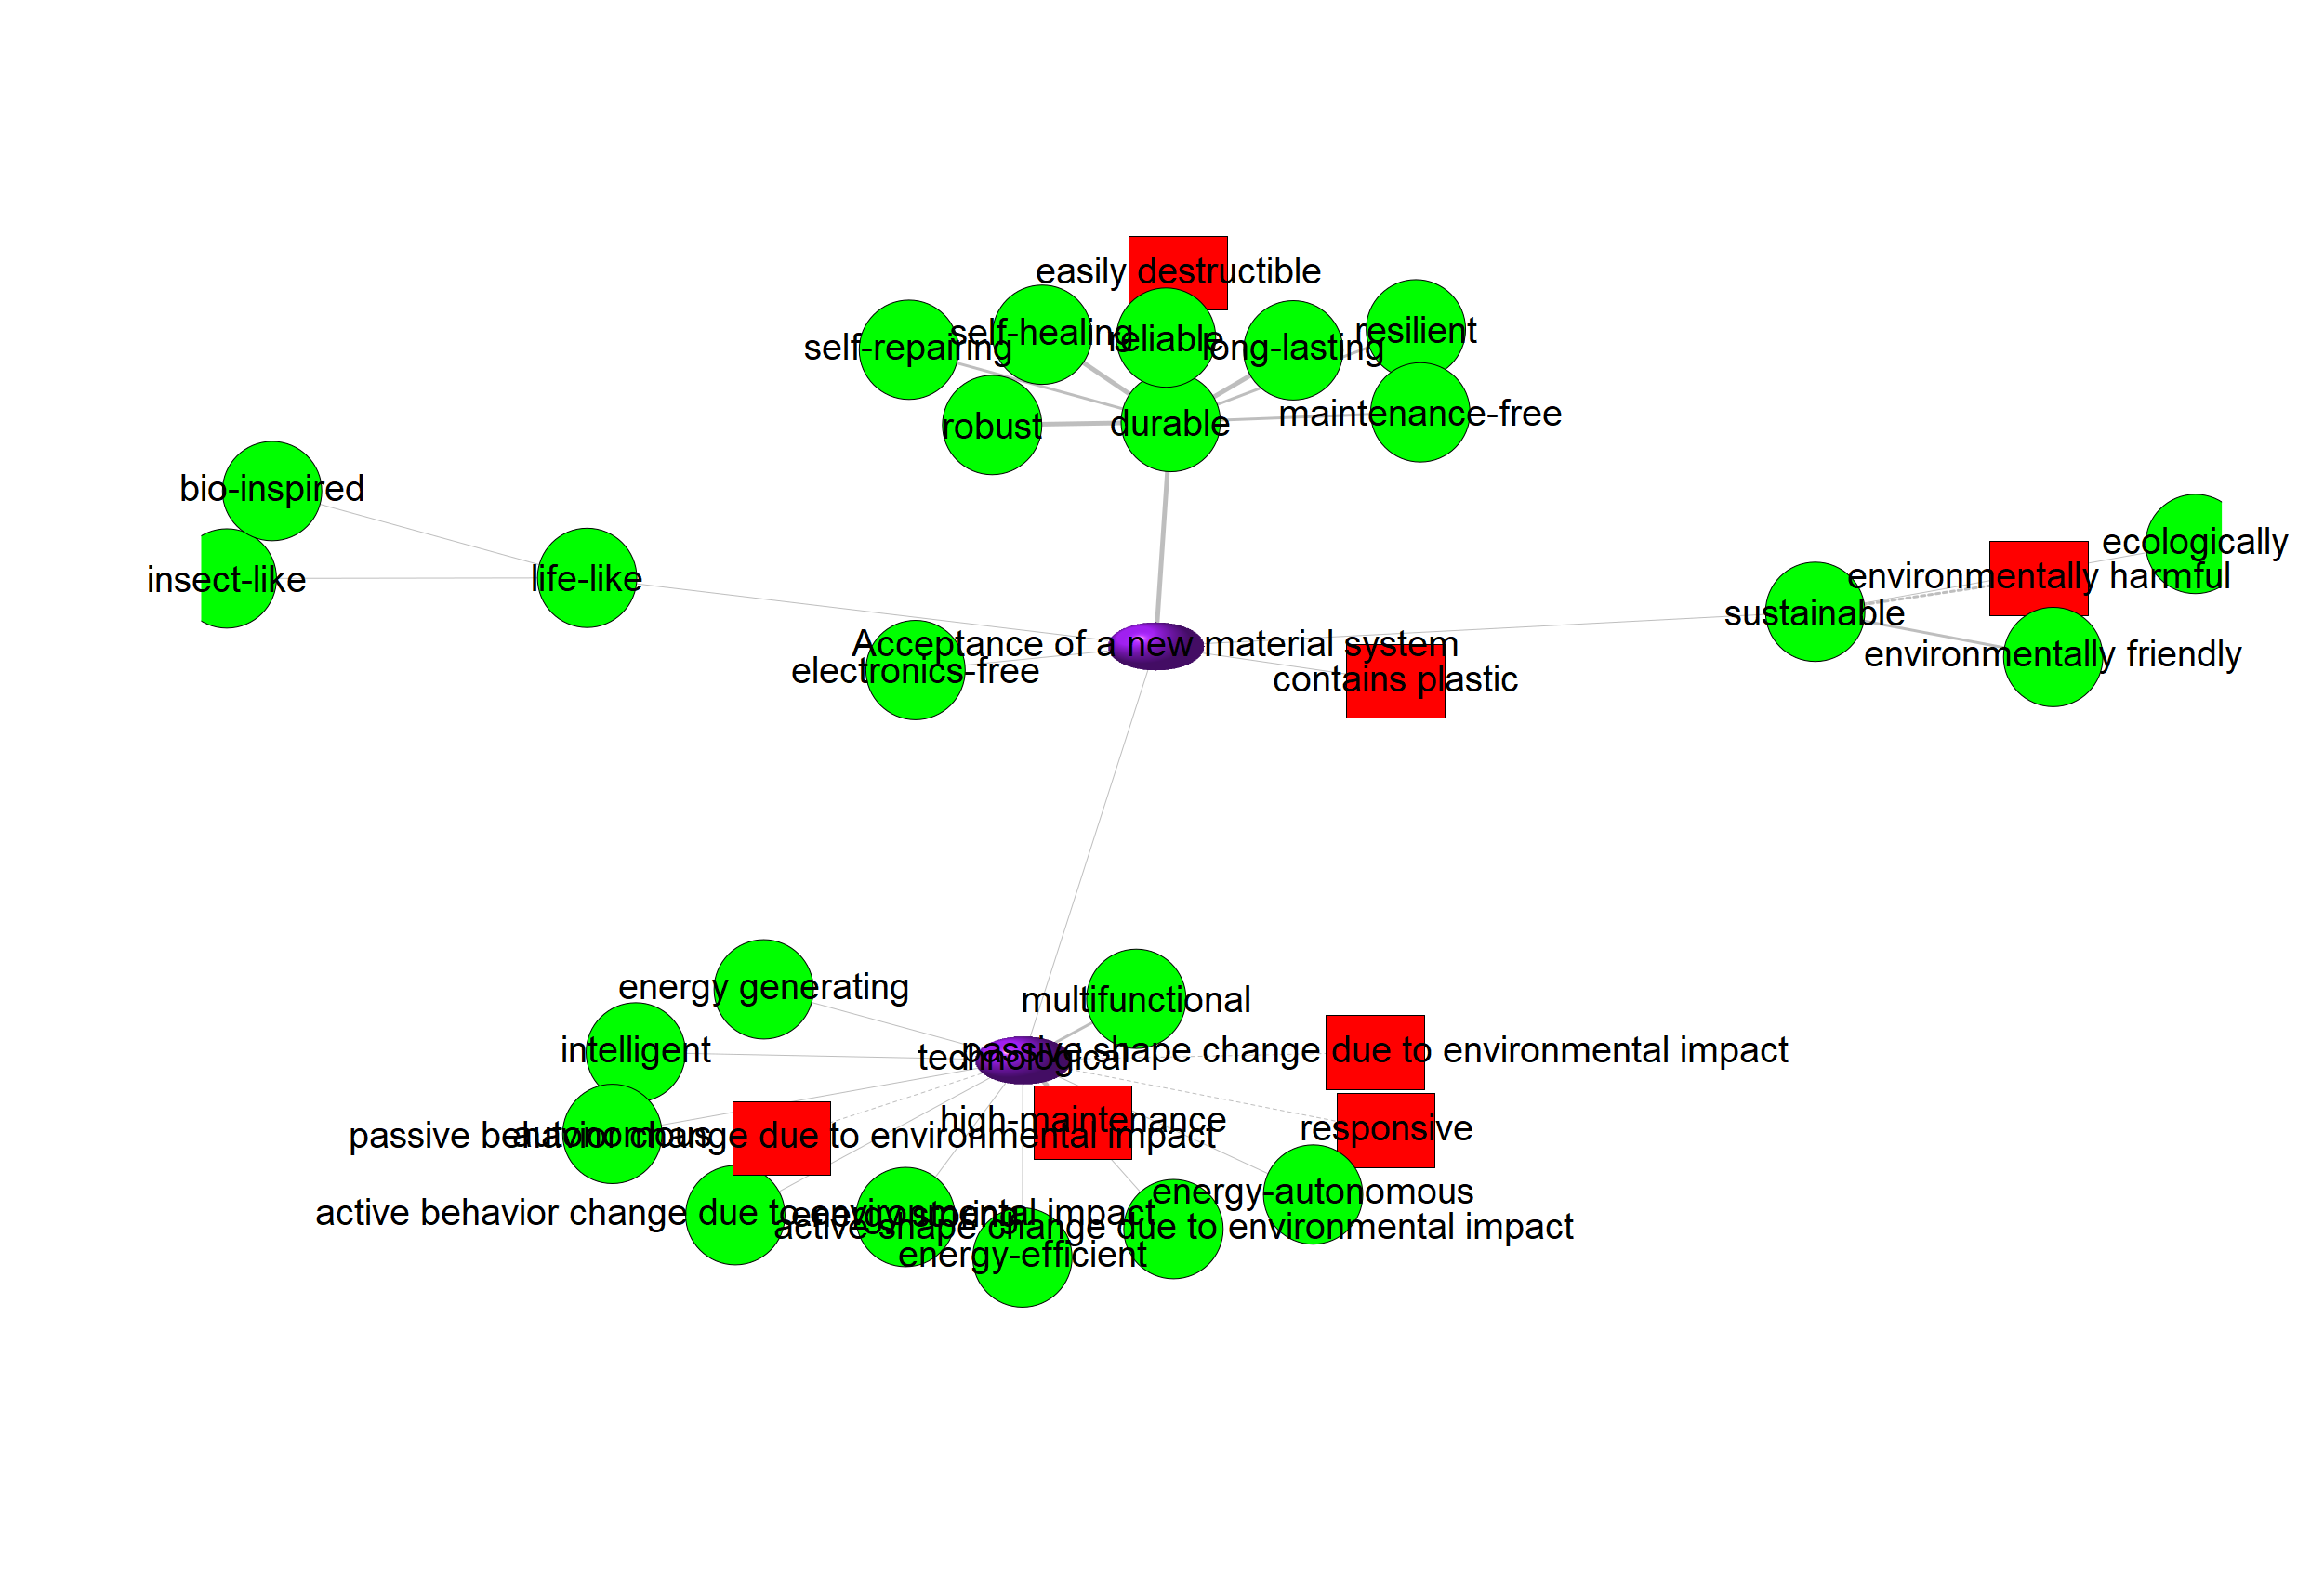 easily destructible
self-healing
reliable
resilient
self-repairing
long-lasting
maintenance-free
durable
robust
bio-inspired
ecologically
environmentally harmful
life-like
insect-like
sustainable
Acceptance of a new material system
environmentally friendly
electronics-free
contains plastic
energy generating
multifunctional
intelligent
technological
passive shape change due to environmental impact
high-maintenance
responsive
autonomous
passive behavior change due to environmental impact
energy-autonomous
active behavior change due to environmental impact
energy storing
active shape change due to environmental impact
energy-efficient